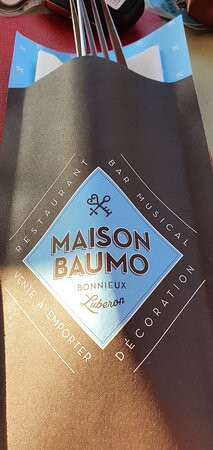 RESTAURANT
BAR MUSICAL
MAISON
BAUMO
BONNIEUX
Luberon
VENTE À EMPORTER
DÉCORATION